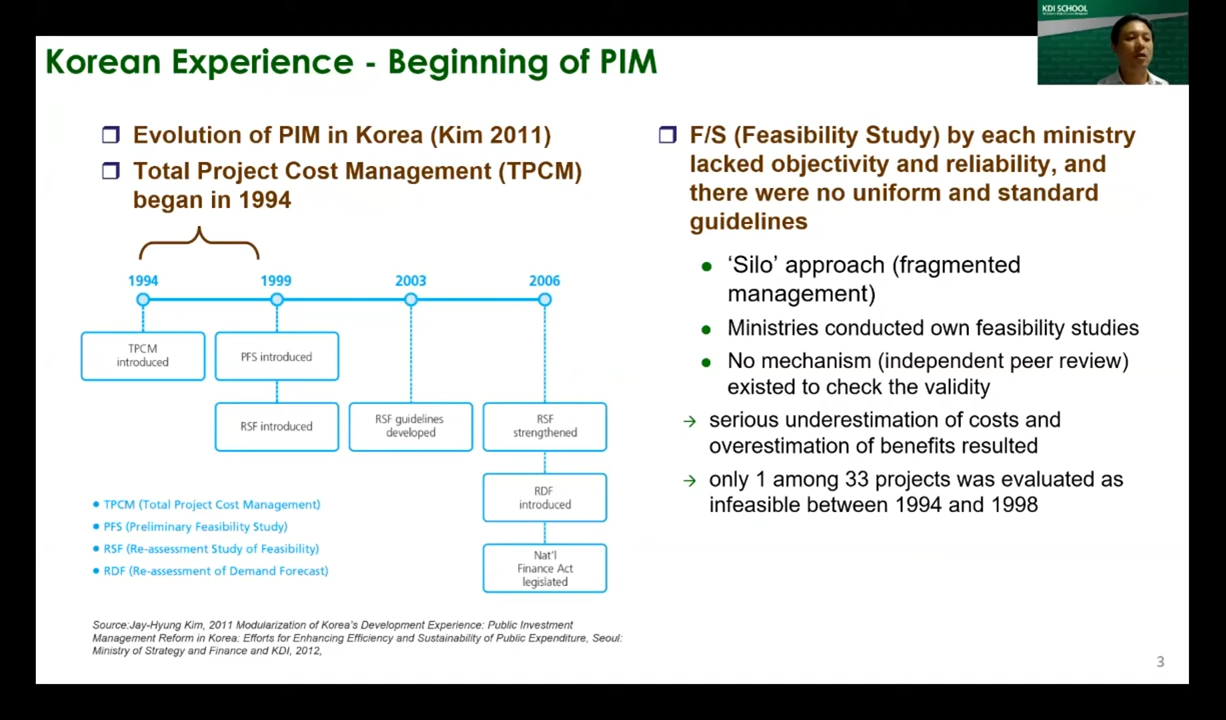 KDI SCHOOL
Korean Experience - Beginning of PIM
Evolution of PIM in Korea (Kim 2011)
Total Project Cost Management (TPCM)
began in 1994
1994
1999
2003
2006
TPCM
introduced
PFS introduced
RSF introduced
RSF guidelines
developed
RSF
strengthened
RDF
introduced
Nat'l
Finance Act
legislated
• TPCM (Total Project Cost Management)
• PFS (Preliminary Feasibility Study)
• RSF (Re-assessment Study of Feasibility)
• RDF (Re-assessment of Demand Forecast)
Source:Jay-Hyung Kim, 2011 Modularization of Korea's Development Experience: Public Investment
Management Reform in Korea: Efforts for Enhancing Efficiency and Sustainability of Public Expenditure, Seoul:
Ministry of Strategy and Finance and KDI, 2012,
F/S (Feasibility Study) by each ministry
lacked objectivity and reliability, and
there were no uniform and standard
guidelines
• 'Silo' approach (fragmented
management)
• Ministries conducted own feasibility studies
• No mechanism (independent peer review)
existed to check the validity
→ serious underestimation of costs and
overestimation of benefits resulted
→ only 1 among 33 projects was evaluated as
infeasible between 1994 and 1998
3